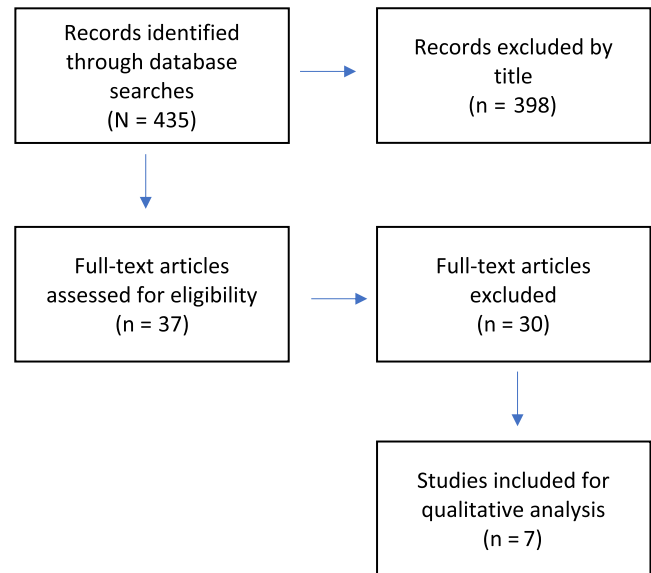 Records identified
through database
searches
(N = 435)
Records excluded by
title
(n = 398)
Full-text articles
assessed for eligibility
(n = 37)
Full-text articles
excluded
(n = 30)
Studies included for
qualitative analysis
(n = 7)